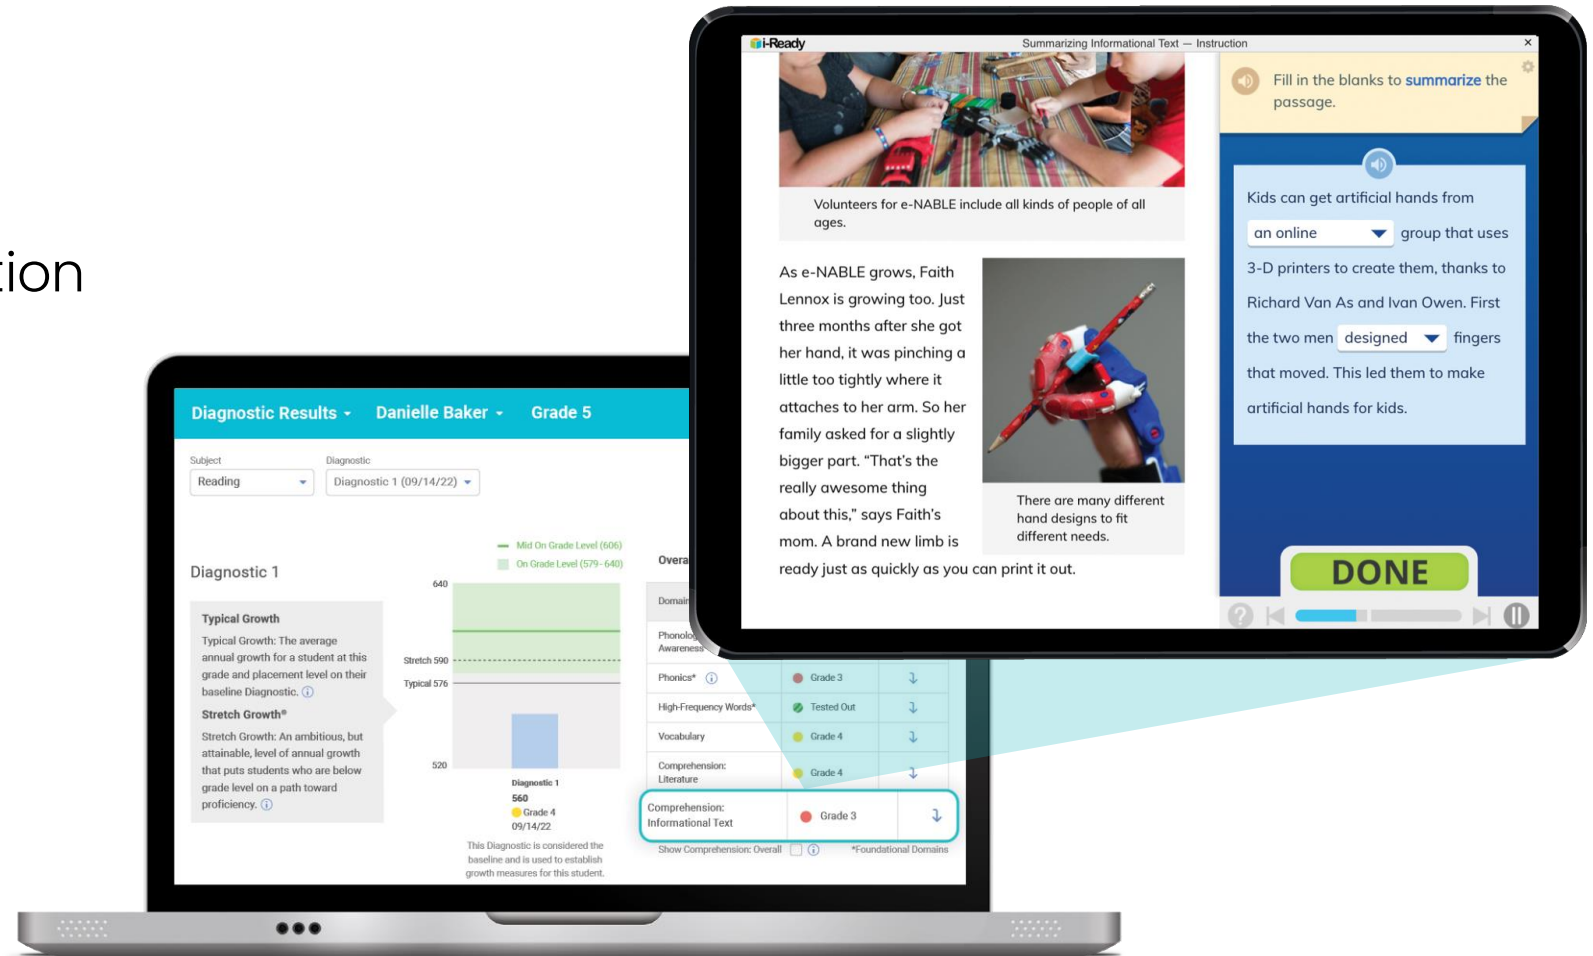 tion
Diagnostic Results
Danielle Baker
Grade 5
Subject
Diagnostic
Reading
Diagnostic 1 (09/14/22)
Diagnostic 1
Typical Growth
Typical Growth: The average
annual growth for a student at this
grade and placement level on their
baseline Diagnostic.
Stretch Growth®
Stretch Growth: An ambitious, but
attainable, level of annual growth
that puts students who are below
grade level on a path toward
proficiency.
Mid On Grade Level (606)
On Grade Level (579 - 640)
640
Stretch 590
Typical 576
520
Diagnostic 1
560
Grade 4
09/14/22
This Diagnostic is considered the
baseline and is used to establish
growth measures for this student.
Overa
Domain
Phonolog
Awareness
Phonics* Grade 3
High-Frequency Words* Tested Out
Vocabulary Grade 4
Comprehension:
Literature Grade 4
Comprehension:
Informational Text Grade 3
Show Comprehension: Overall *Foundational Domains
i-Ready
Summarizing Informational Text — Instruction
Volunteers for e-NABLE include all kinds of people of all
ages.
As e-NABLE grows, Faith
Lennox is growing too. Just
three months after she got
her hand, it was pinching a
little too tightly where it
attaches to her arm. So her
family asked for a slightly
bigger part. “That’s the
really awesome thing
about this,” says Faith’s
mom. A brand new limb is
ready just as quickly as you can print it out.
There are many different
hand designs to fit
different needs.
Fill in the blanks to summarize the
passage.
Kids can get artificial hands from
an online group that uses
3-D printers to create them, thanks to
Richard Van As and Ivan Owen. First
the two men designed fingers
that moved. This led them to make
artificial hands for kids.
DONE